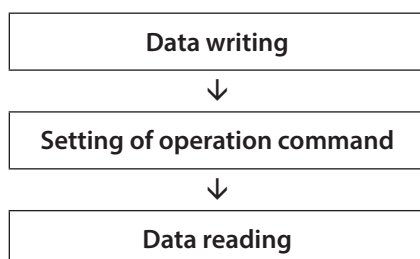 Data writing
↓
Setting of operation command
↓
Data reading